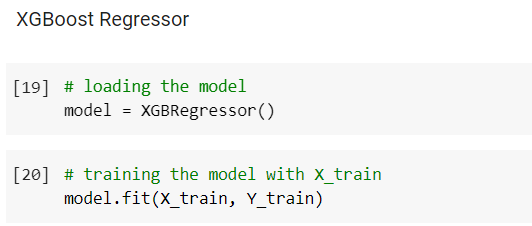 XGBoost Regressor
[19] # loading the model
model = XGBRegressor()
[20] # training the model with X_train
model.fit(X_train, Y_train)